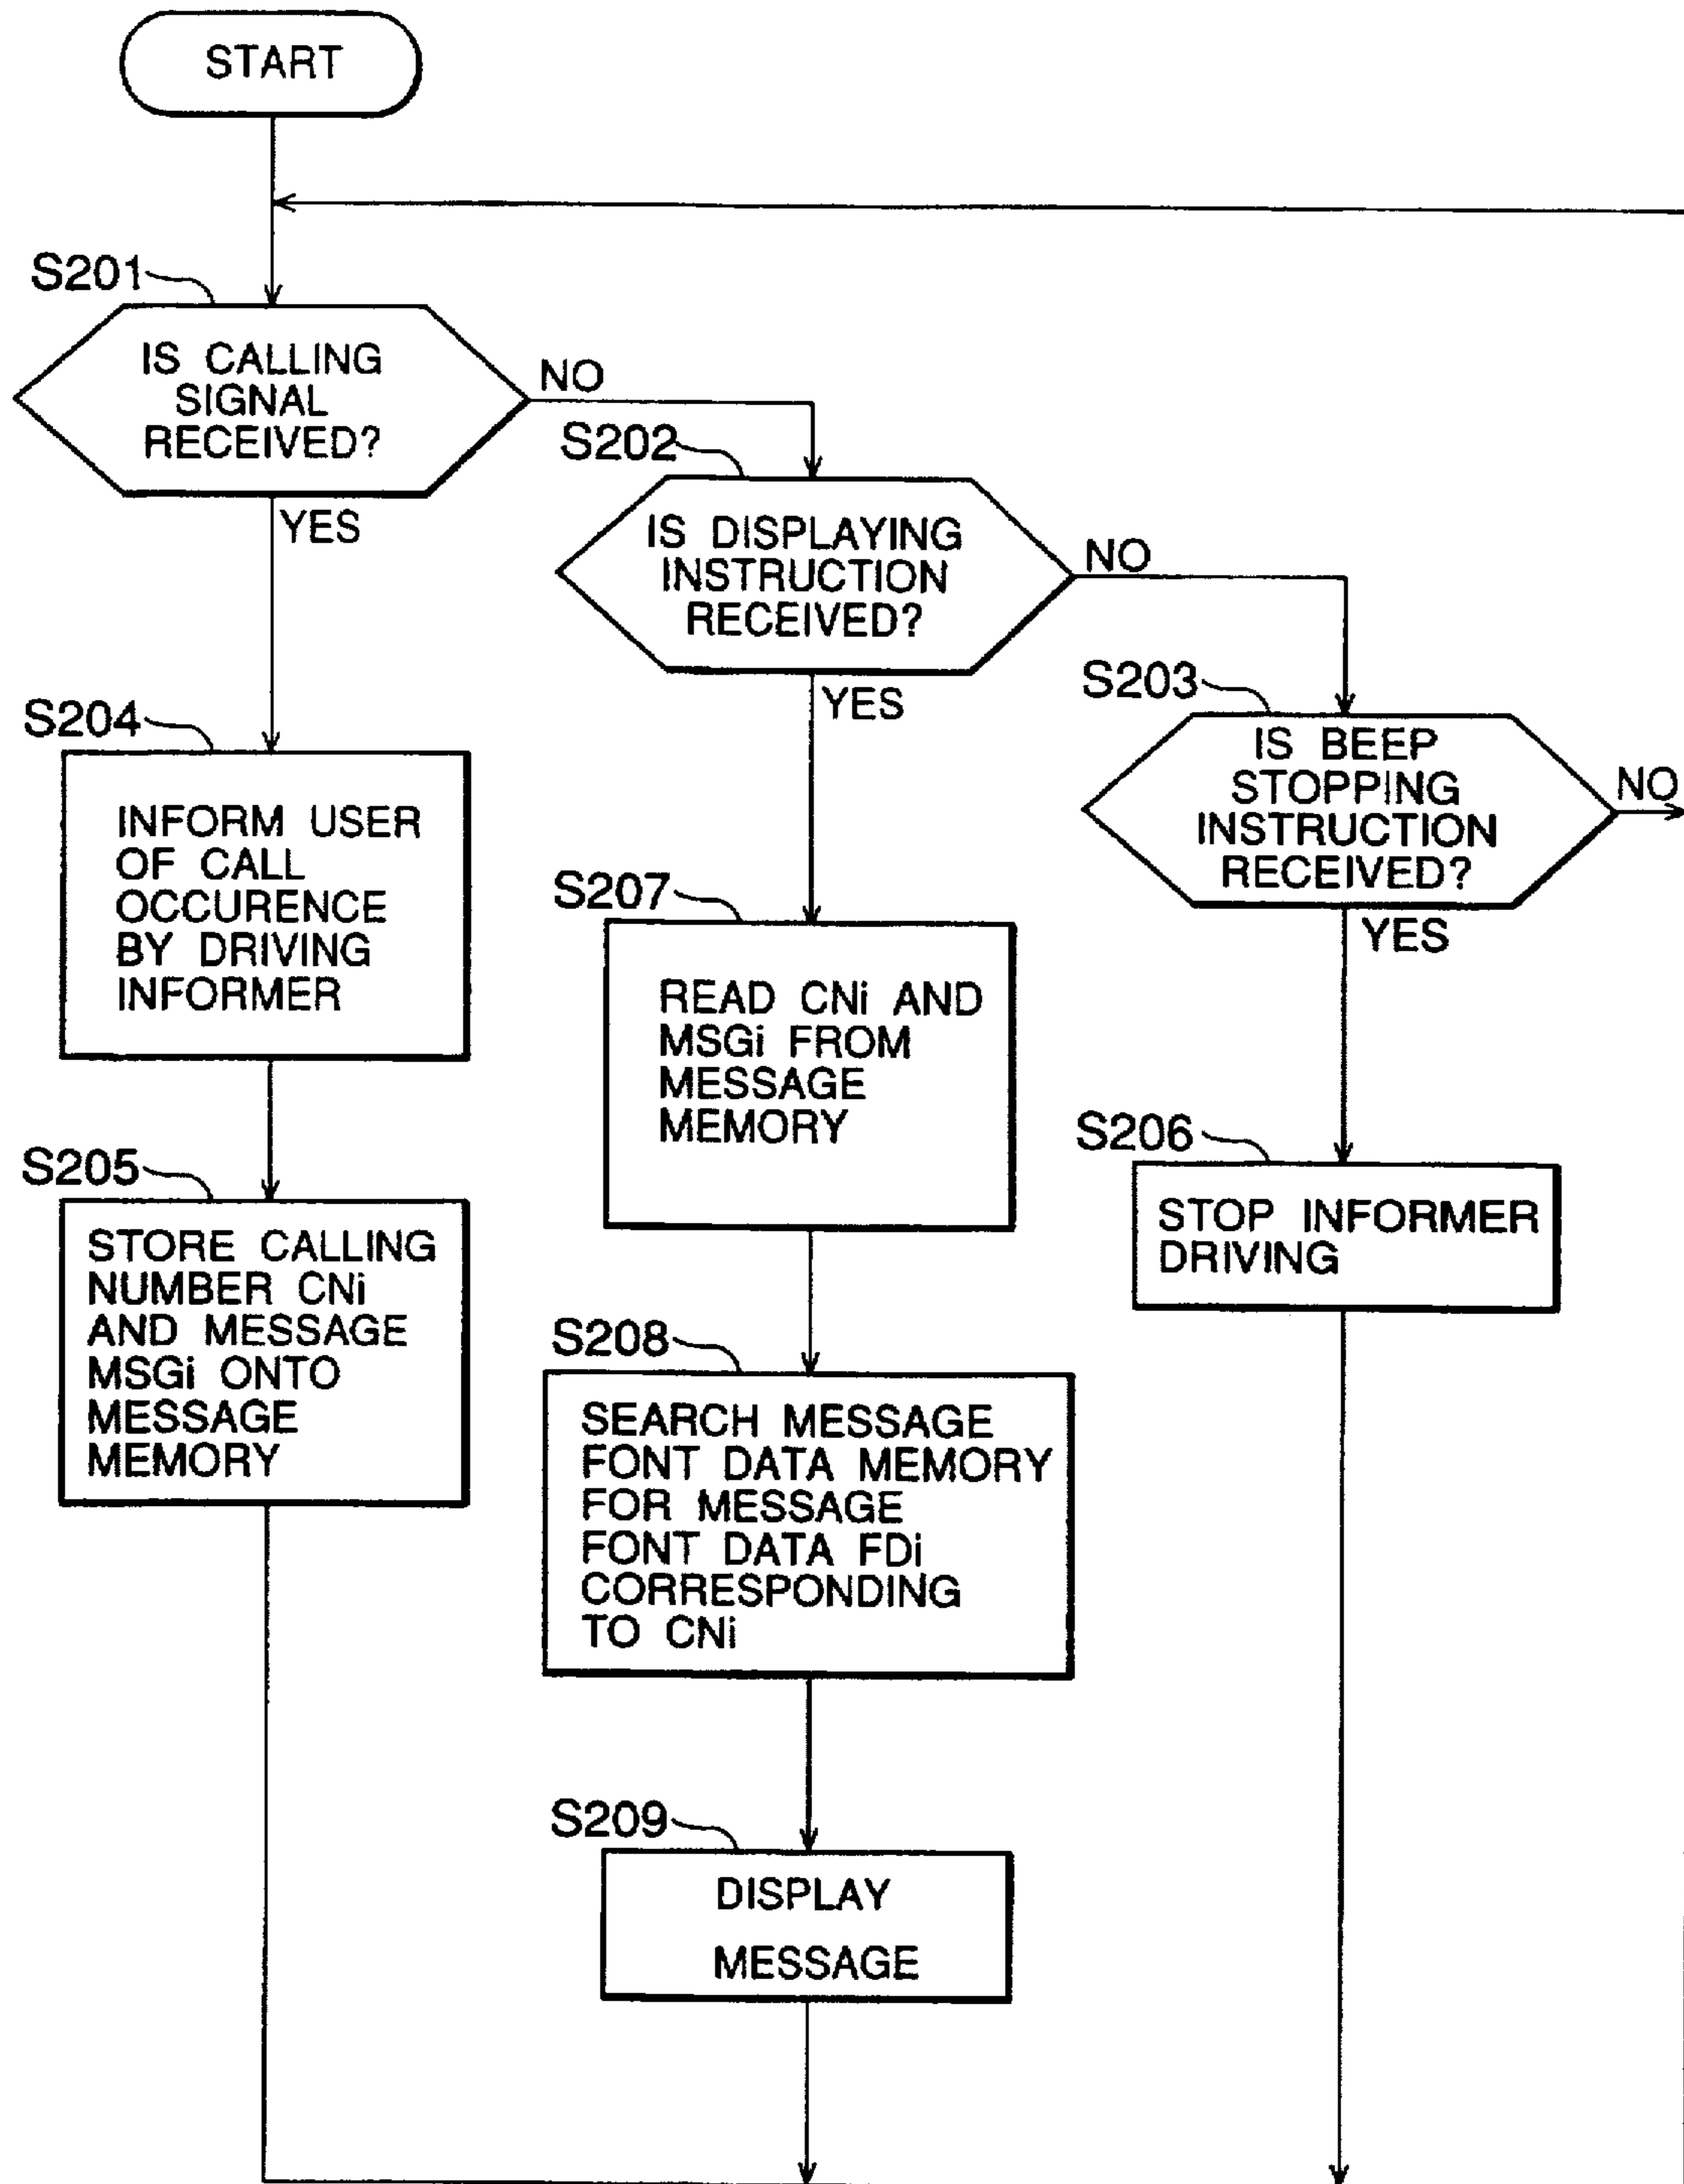 START
S201
IS CALLING
SIGNAL
RECEIVED?
NO
YES
S202
IS DISPLAYING
INSTRUCTION
RECEIVED?
NO
YES
S203
IS BEEP
STOPPING
INSTRUCTION
RECEIVED?
NO
YES
S204
INFORM USER
OF CALL
OCCURENCE
BY DRIVING
INFORMER
S205
STORE CALLING
NUMBER CNi
AND MESSAGE
MSGi ONTO
MESSAGE
MEMORY
S207
READ CNi AND
MSGi FROM
MESSAGE
MEMORY
S206
STOP INFORMER
DRIVING
S208
SEARCH MESSAGE
FONT DATA MEMORY
FOR MESSAGE
FONT DATA FDi
CORRESPONDING
TO CNi
S209
DISPLAY
MESSAGE